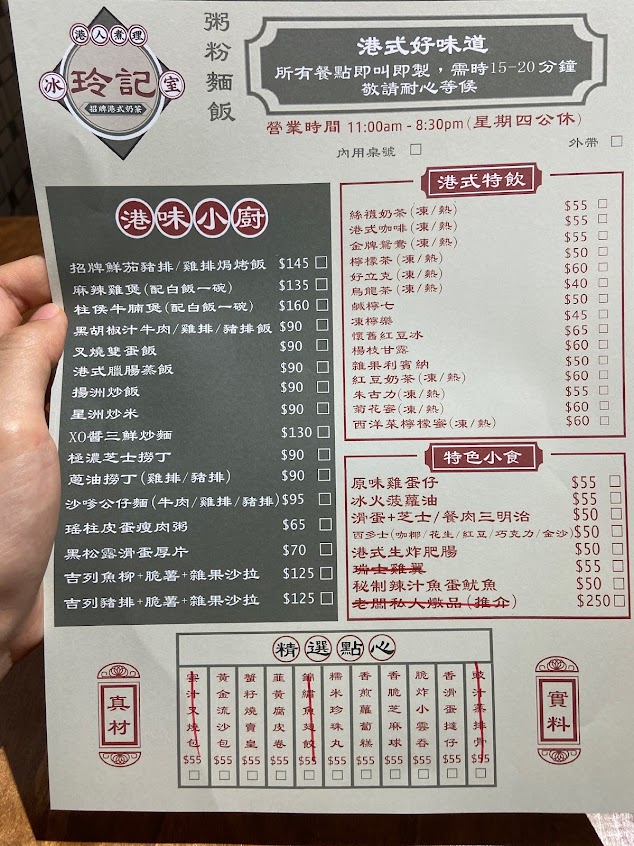 港人煮理
冰玲記室
招牌港式奶茶
粥粉麵飯
港式好味道
所有餐點即叫即製，需時15-20分鐘
敬請耐心等候
營業時間 11:00am - 8:30pm (星期四公休)
內用桌號 □ 外帶 □
港味小廚
招牌鮮茄豬排/雞排焗烤飯 $145 □
麻辣雞煲(配白飯一碗) $135 □
柱侯牛腩煲(配白飯一碗) $160 □
黑胡椒汁牛肉/雞排/豬排飯 $90 □
叉燒雙蛋飯 $90 □
港式臘腸蒸飯 $90 □
揚洲炒飯 $90 □
星洲炒米 $90 □
XO醬三鮮炒麵 $130 □
極濃芝士撈丁 $90 □
蔥油撈丁(雞排/豬排) $90 □
沙嗲公仔麵(牛肉/雞排/豬排) $95 □
瑤柱皮蛋瘦肉粥 $65 □
黑松露滑蛋厚片 $70 □
吉列魚柳+脆薯+雜果沙拉 $125 □
吉列豬排+脆薯+雜果沙拉 $125 □
港式特飲
絲襪奶茶(凍/熱) $55 □
港式咖啡(凍/熱) $55 □
金牌鴛鴦(凍/熱) $55 □
檸檬茶(凍/熱) $50 □
好立克(凍/熱) $60 □
烏龍茶(凍/熱) $40 □
鹹檸七 $50 □
凍檸樂 $45 □
懷舊紅豆冰 $65 □
楊枝甘露 $60 □
雜果利賓納 $50 □
紅豆奶茶(凍/熱) $60 □
朱古力(凍/熱) $55 □
菊花蜜(凍/熱) $60 □
西洋菜檸檬蜜(凍/熱) $60 □
特色小食
原味雞蛋仔 $55 □
冰火菠蘿油 $55 □
滑蛋+芝士/餐肉三明治 $50 □
西多士(咖椰/花生/紅豆/巧克力/金沙) $50 □
港式生炸肥腸 $50 □
瑞士雞翼 $55 □
秘制辣汁魚蛋魷魚 $50 □
老闆私人燉品(推介) $250 □
精選點心
蜜汁叉燒包 $55 □
黃金流沙包 $55 □
蟹籽燒賣皇 $55 □
韮黃腐皮卷 $55 □
錦繡魚翅餃 $55 □
糯米珍珠丸 $55 □
香煎蘿蔔糕 $55 □
香脆芝麻球 $55 □
脆炸小雲吞 $55 □
香滑蛋撻仔 $55 □
豉汁蒸排骨 $55 □
真材
實料